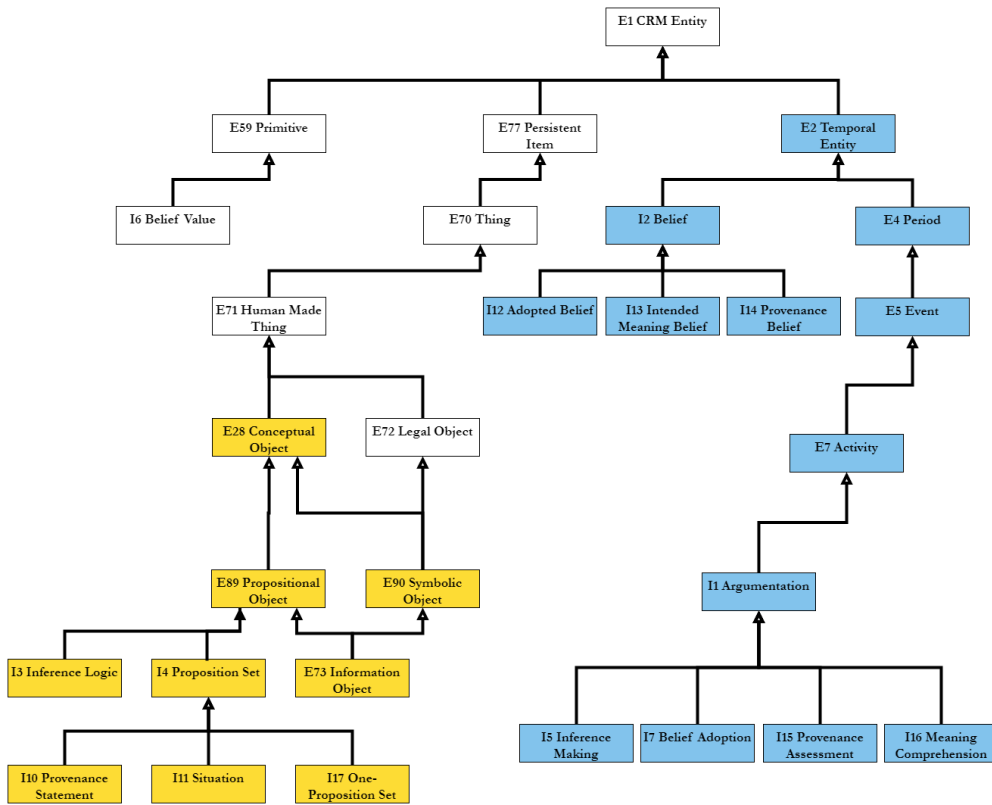 E1 CRM Entity
E59 Primitive
E77 Persistent
Item
E2 Temporal
Entity
I6 Belief Value
E70 Thing
I2 Belief
E4 Period
E71 Human Made
Thing
I12 Adopted Belief
I13 Intended
Meaning Belief
I14 Provenance
Belief
E5 Event
E28 Conceptual
Object
E72 Legal Object
E7 Activity
E89 Propositional
Object
E90 Symbolic
Object
I1 Argumentation
I3 Inference Logic
I4 Proposition Set
E73 Information
Object
I5 Inference
Making
I7 Belief Adoption
I15 Provenance
Assessment
I16 Meaning
Comprehension
I10 Provenance
Statement
I11 Situation
I17 One-
Proposition Set